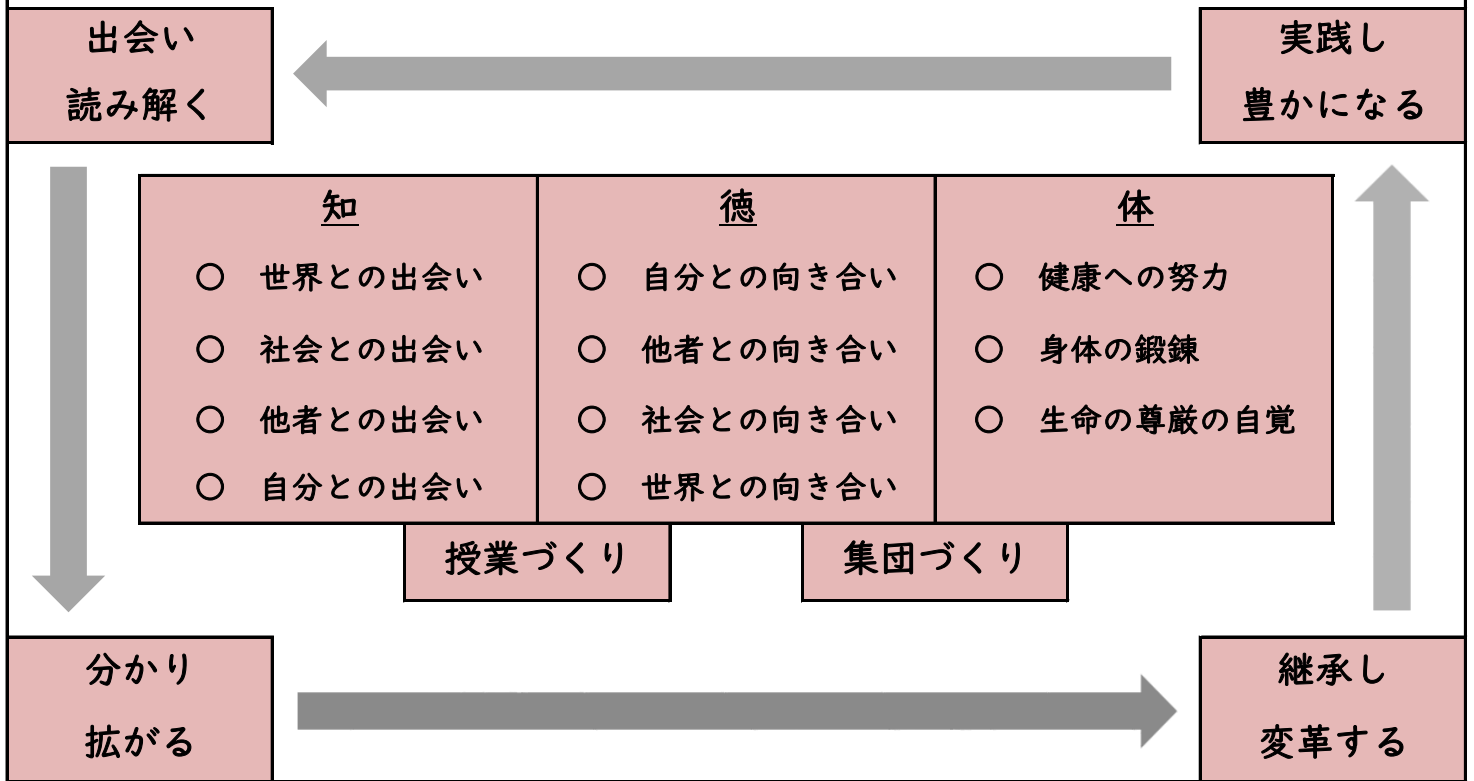 出会い
読み解く
実践し
豊かになる
知
○ 世界との出会い
○ 社会との出会い
○ 他者との出会い
○ 自分との出会い
徳
○ 自分との向き合い
○ 他者との向き合い
○ 社会との向き合い
○ 世界との向き合い
体
○ 健康への努力
○ 身体の鍛錬
○ 生命の尊厳の自覚
授業づくり
集団づくり
分かり
拡がる
継承し
変革する